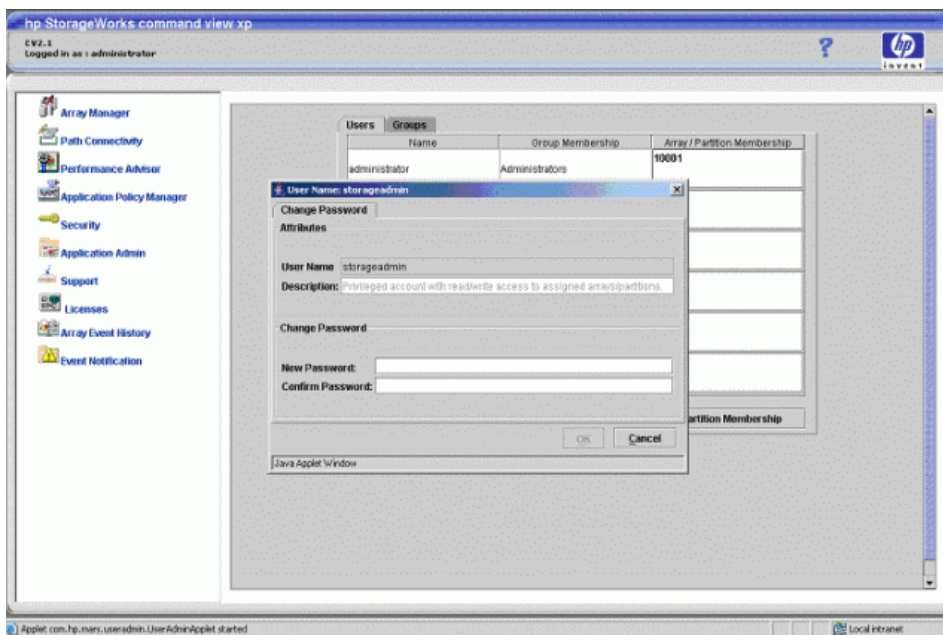 hp StorageWorks command view xp
CV2.1
Logged in as : administrator
?
hp
invent
Array Manager
Path Connectivity
Performance Advisor
Application Policy Manager
Security
Application Admin
Support
Licenses
Array Event History
Event Notification
Users Groups
Name Group Membership Array / Partition Membership
administrator Administrators 10001
User Name: storageadmin
Change Password
Attributes
User Name storageadmin
Description: Privileged account with read/write access to assigned arrays/partitions.
Change Password
New Password:
Confirm Password:
artition Membership
OK Cancel
Java Applet Window
Applet com.hp.mars.useradmin.UserAdminApplet started
Local intranet